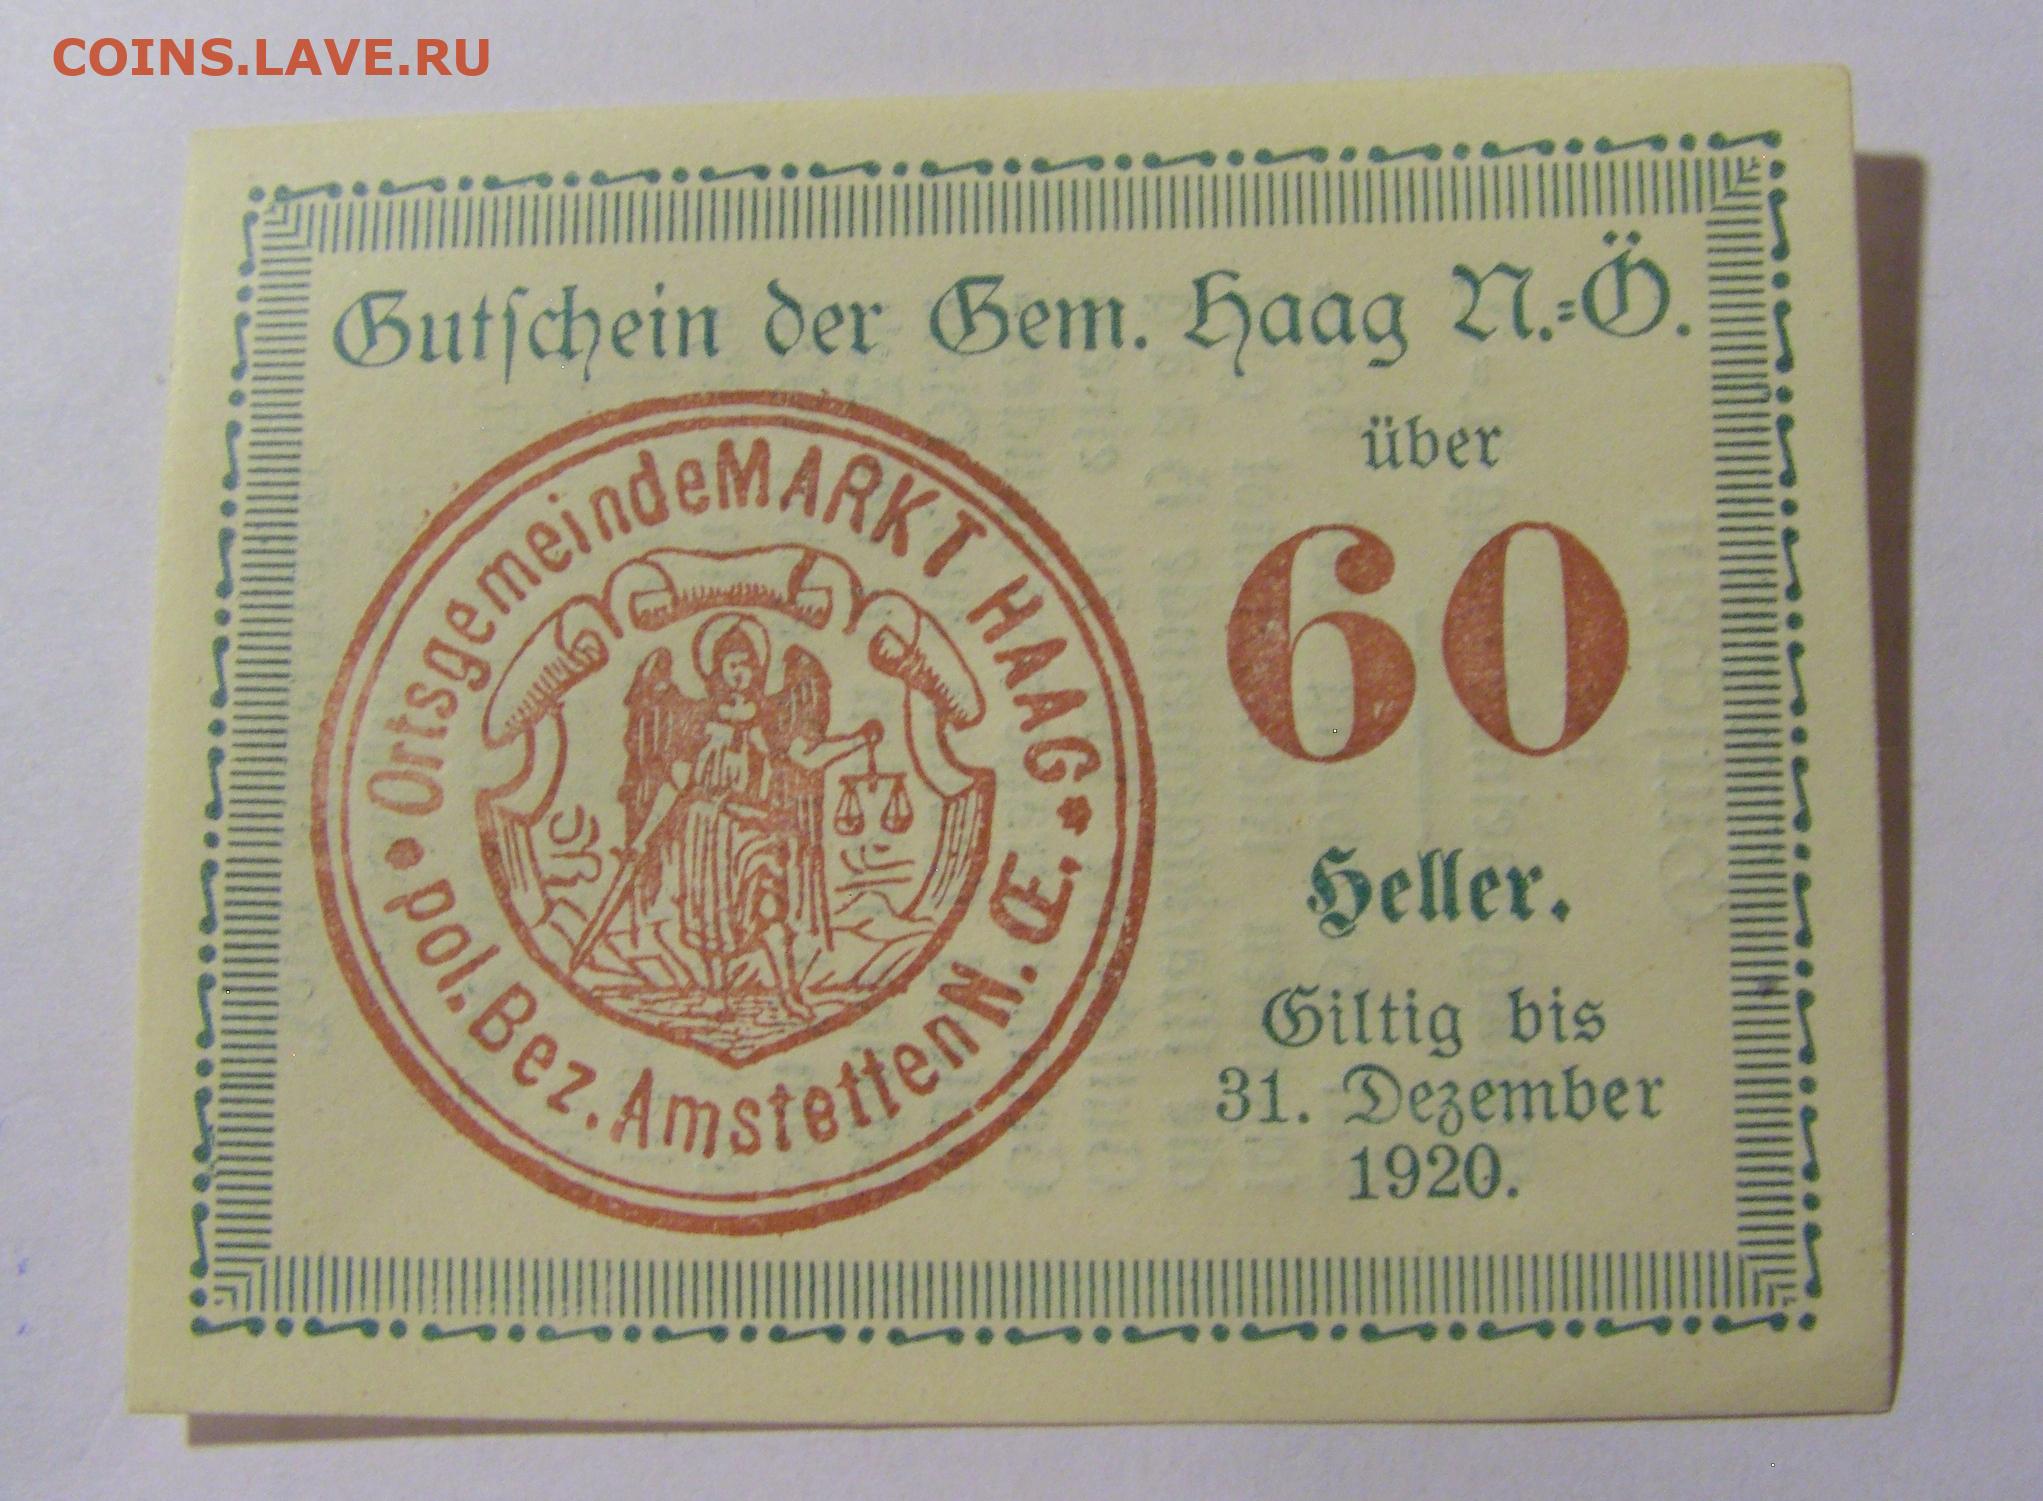 COINS.LAVE.RU
Gutschein der Gem. Haag N.=Ö.
über
60
Heller.
Giltig bis
31. Dezember
1920.
OrtsgemeindeMARKT HAAG
pol. Bez. Amstetten N. Œ.